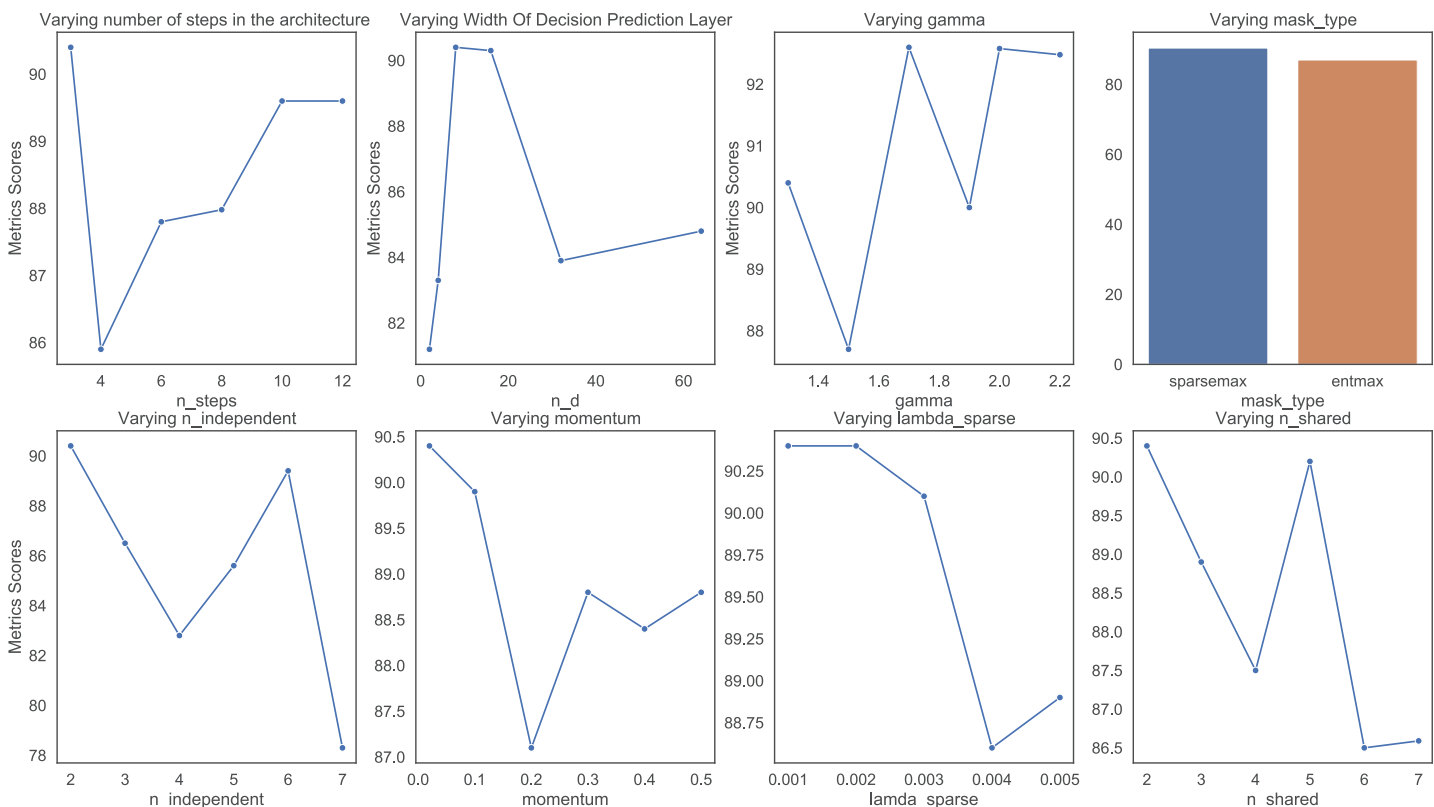 Varying number of steps in the architecture
Metrics Scores
90
89
88
87
86
4 6 8 10 12
n_steps
Varying Width Of Decision Prediction Layer
Metrics Scores
90
88
86
84
82
0 20 40 60
n_d
Varying gamma
Metrics Scores
92
91
90
89
88
1.4 1.6 1.8 2.0 2.2
gamma
Varying mask_type
80
60
40
20
0
sparsemax entmax
mask_type
Varying n_independent
Metrics Scores
90
88
86
84
82
80
78
2 3 4 5 6 7
n_independent
Varying momentum
90.5
90.0
89.5
89.0
88.5
88.0
87.5
87.0
0.0 0.1 0.2 0.3 0.4 0.5
momentum
Varying lambda_sparse
90.25
90.00
89.75
89.50
89.25
89.00
88.75
0.001 0.002 0.003 0.004 0.005
lamda_sparse
Varying n_shared
90.5
90.0
89.5
89.0
88.5
88.0
87.5
87.0
86.5
2 3 4 5 6 7
n_shared